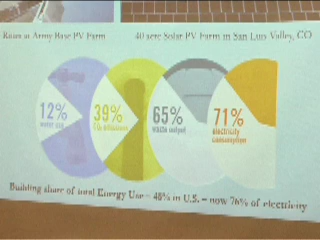 at Army Base PV Farm
40 acre Solar PV Farm in San Luis Valley, CO
12%
water use
39%
CO2 emissions
65%
waste output
71%
electricity
consumption
Building share of total Energy Use - 40% in U.S. - now 76% of electricity